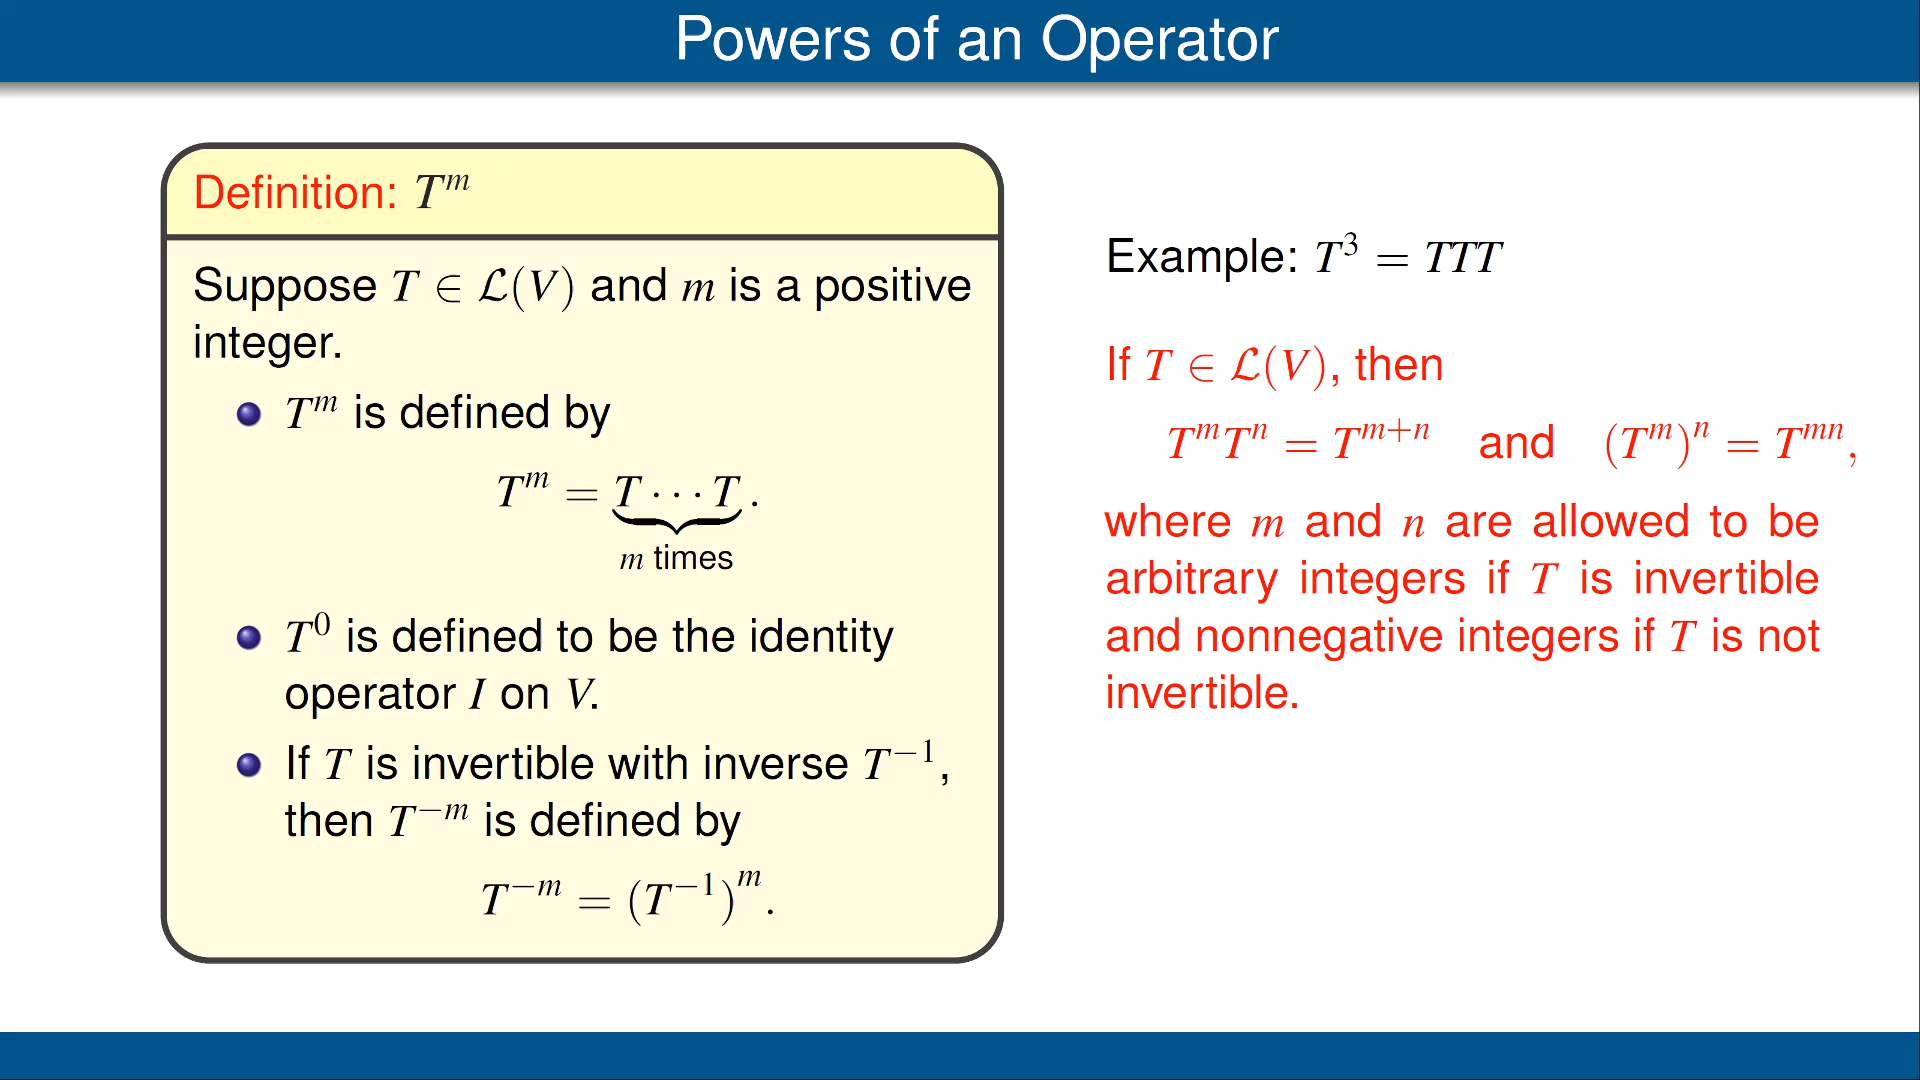 Powers of an Operator
Definition: T^m
Suppose T ∈ ℒ(V) and m is a positive
integer.
T^m is defined by
T^m = T ⋯ T.
m times
T^0 is defined to be the identity
operator I on V.
If T is invertible with inverse T^{−1},
then T^{−m} is defined by
T^{−m} = (T^{−1})^m.
Example: T^3 = TTT
If T ∈ ℒ(V), then
T^m T^n = T^{m+n} and (T^m)^n = T^{mn},
where m and n are allowed to be
arbitrary integers if T is invertible
and nonnegative integers if T is not
invertible.